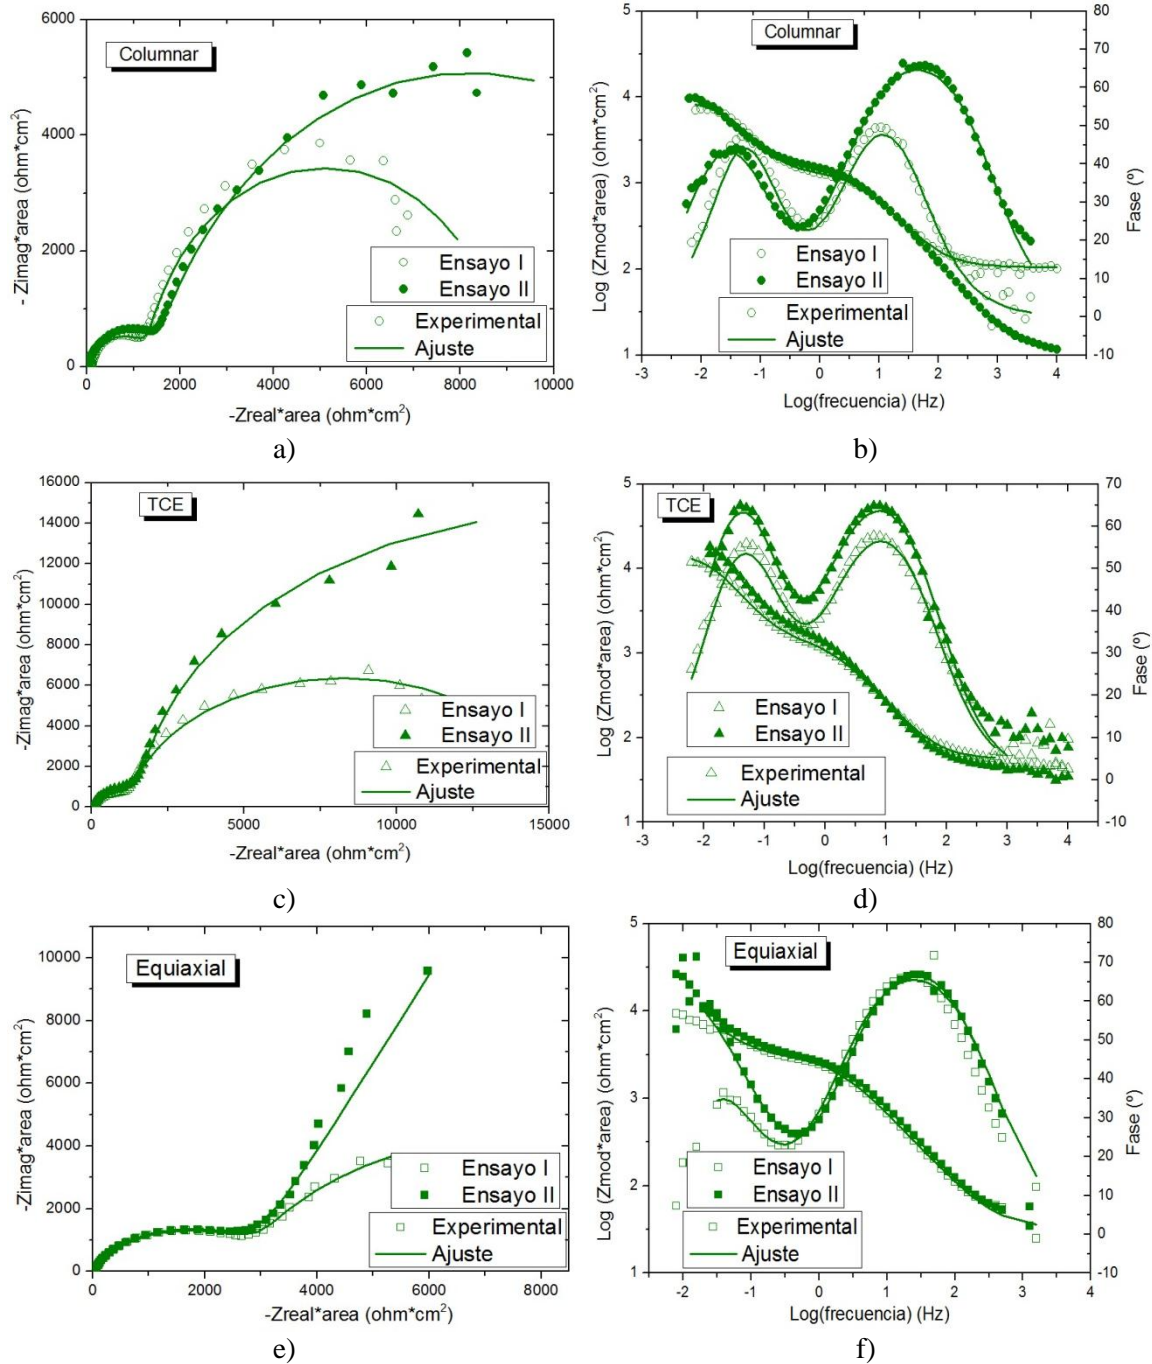 Columnar
- Zimag*area (ohm*cm2)
6000
4000
2000
0
Ensayo I
Ensayo II
Experimental
Ajuste
0 2000 4000 6000 8000 10000
-Zreal*area (ohm*cm2)
a)
Columnar
Log (Zmod*area) (ohm*cm2)
5
4
3
2
1
Ensayo I
Ensayo II
Experimental
Ajuste
80
70
60
50
40
30
20
10
0
-10
Fase (º)
-3 -2 -1 0 1 2 3 4
Log(frecuencia) (Hz)
b)
TCE
-Zimag*area (ohm*cm2)
16000
14000
12000
10000
8000
6000
4000
2000
0
Ensayo I
Ensayo II
Experimental
Ajuste
0 5000 10000 15000
-Zreal*area (ohm*cm2)
c)
TCE
Log (Zmod*area) (ohm*cm2)
5
4
3
2
1
Ensayo I
Ensayo II
Experimental
Ajuste
70
60
50
40
30
20
10
0
-10
Fase (º)
-3 -2 -1 0 1 2 3 4
Log(frecuencia) (Hz)
d)
Equiaxial
-Zimag*area (ohm*cm2)
10000
8000
6000
4000
2000
0
Ensayo I
Ensayo II
Experimental
Ajuste
0 2000 4000 6000 8000
-Zreal*area (ohm*cm2)
e)
Equiaxial
Log (Zmod*area) (ohm*cm2)
5
4
3
2
1
Ensayo I
Ensayo II
Experimental
Ajuste
80
70
60
50
40
30
20
10
0
-10
Fase (º)
-2 -1 0 1 2 3 4
Log(frecuencia) (Hz)
f)